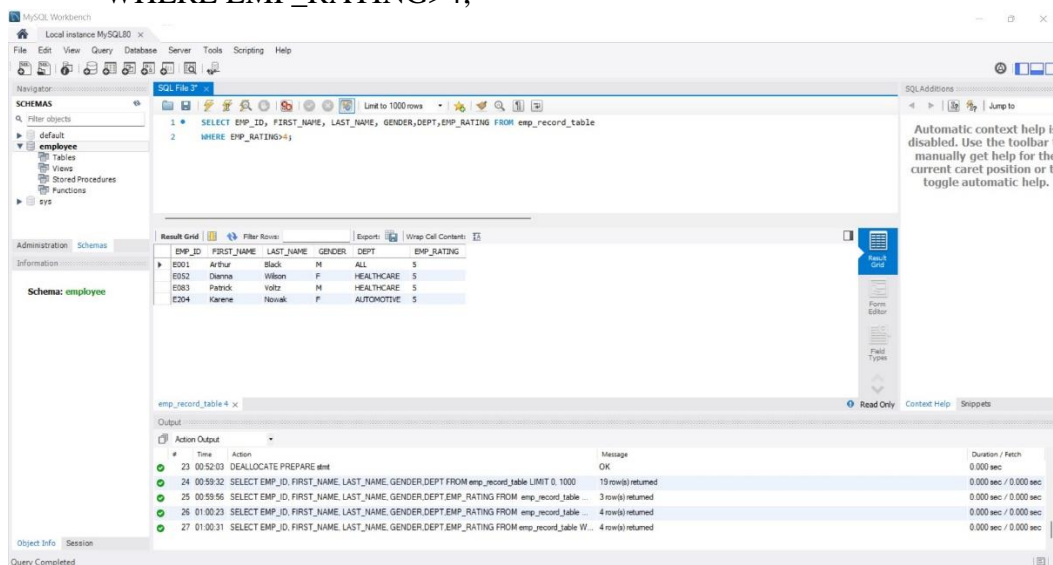 WHERE EMP_RATING>4;
MySQL Workbench
Local instance MySQL80
File Edit View Query Database Server Tools Scripting Help
Navigator
SCHEMAS
Filter objects
default
employee
Tables
Views
Stored Procedures
Functions
sys
Administration Schemas
Information
Schema: employee
Object Info Session
Query Completed
SQL File 3*
Limit to 1000 rows
1 SELECT EMP_ID, FIRST_NAME, LAST_NAME, GENDER,DEPT,EMP_RATING FROM emp_record_table
2 WHERE EMP_RATING>4;
Result Grid Filter Rows: Export: Wrap Cell Content:
EMP_ID FIRST_NAME LAST_NAME GENDER DEPT EMP_RATING
E001 Arthur Black M ALL 5
E052 Dianna Wilson F HEALTHCARE 5
E083 Patrick Voltz M HEALTHCARE 5
E204 Karene Nowak F AUTOMOTIVE 5
Result Grid
Form Editor
Field Types
emp_record_table 4
Read Only
SQLAdditions
Jump to
Automatic context help is
disabled. Use the toolbar
manually get help for the
current caret position or
toggle automatic help.
Context Help Snippets
Output
Action Output
# Time Action Message Duration / Fetch
23 00:52:03 DEALLOCATE PREPARE stmt OK 0.000 sec
24 00:59:32 SELECT EMP_ID, FIRST_NAME, LAST_NAME, GENDER,DEPT FROM emp_record_table LIMIT 0, 1000 19 row(s) returned 0.000 sec / 0.000 sec
25 00:59:56 SELECT EMP_ID, FIRST_NAME, LAST_NAME, GENDER,DEPT,EMP_RATING FROM emp_record_table ... 3 row(s) returned 0.000 sec / 0.000 sec
26 01:00:23 SELECT EMP_ID, FIRST_NAME, LAST_NAME, GENDER,DEPT,EMP_RATING FROM emp_record_table ... 4 row(s) returned 0.000 sec / 0.000 sec
27 01:00:31 SELECT EMP_ID, FIRST_NAME, LAST_NAME, GENDER,DEPT,EMP_RATING FROM emp_record_table W... 4 row(s) returned 0.000 sec / 0.000 sec